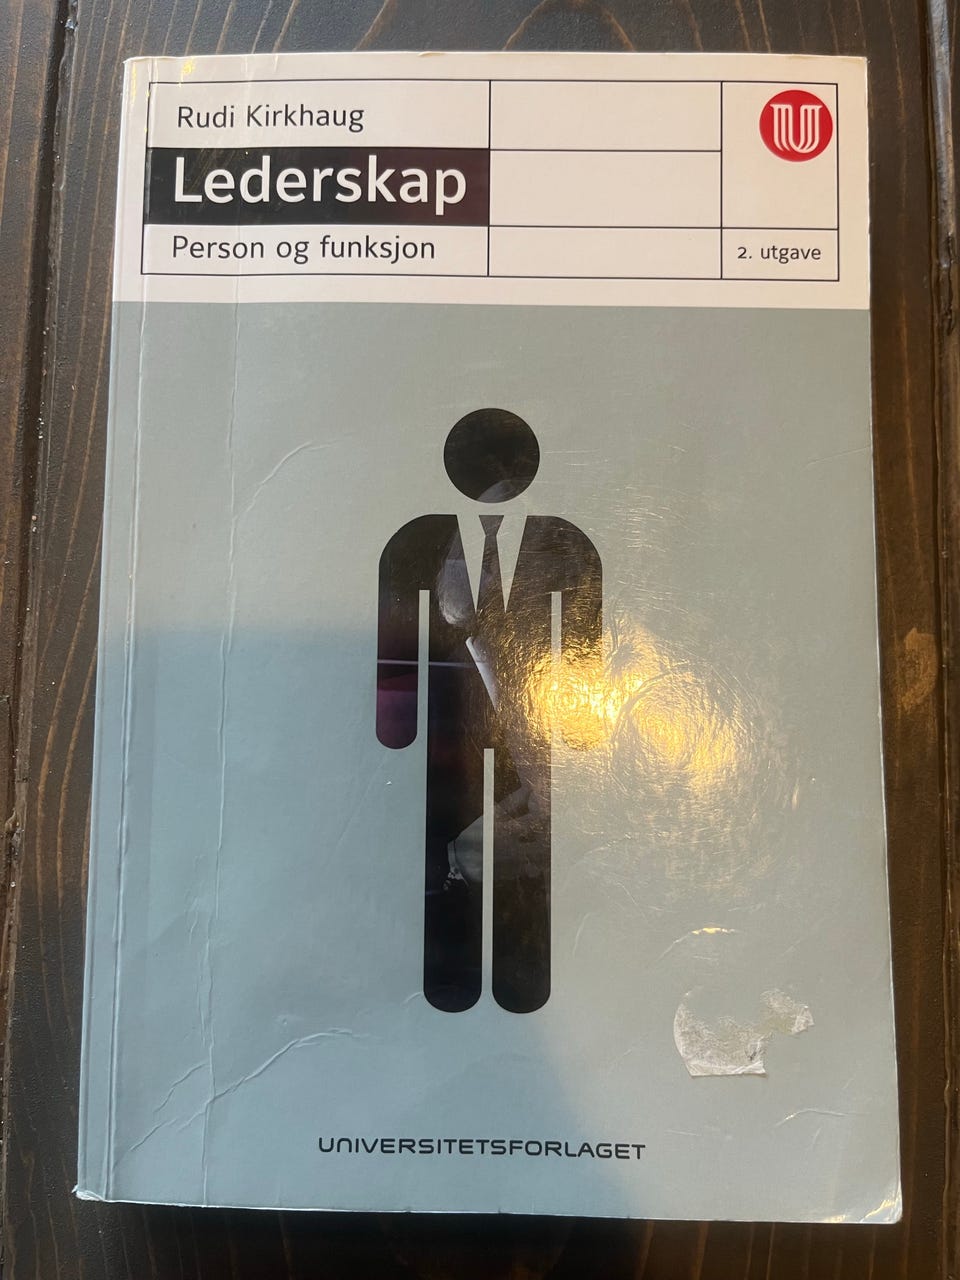 Rudi Kirkhaug
Lederskap
Person og funksjon
U
2. utgave
UNIVERSITETSFORLAGET